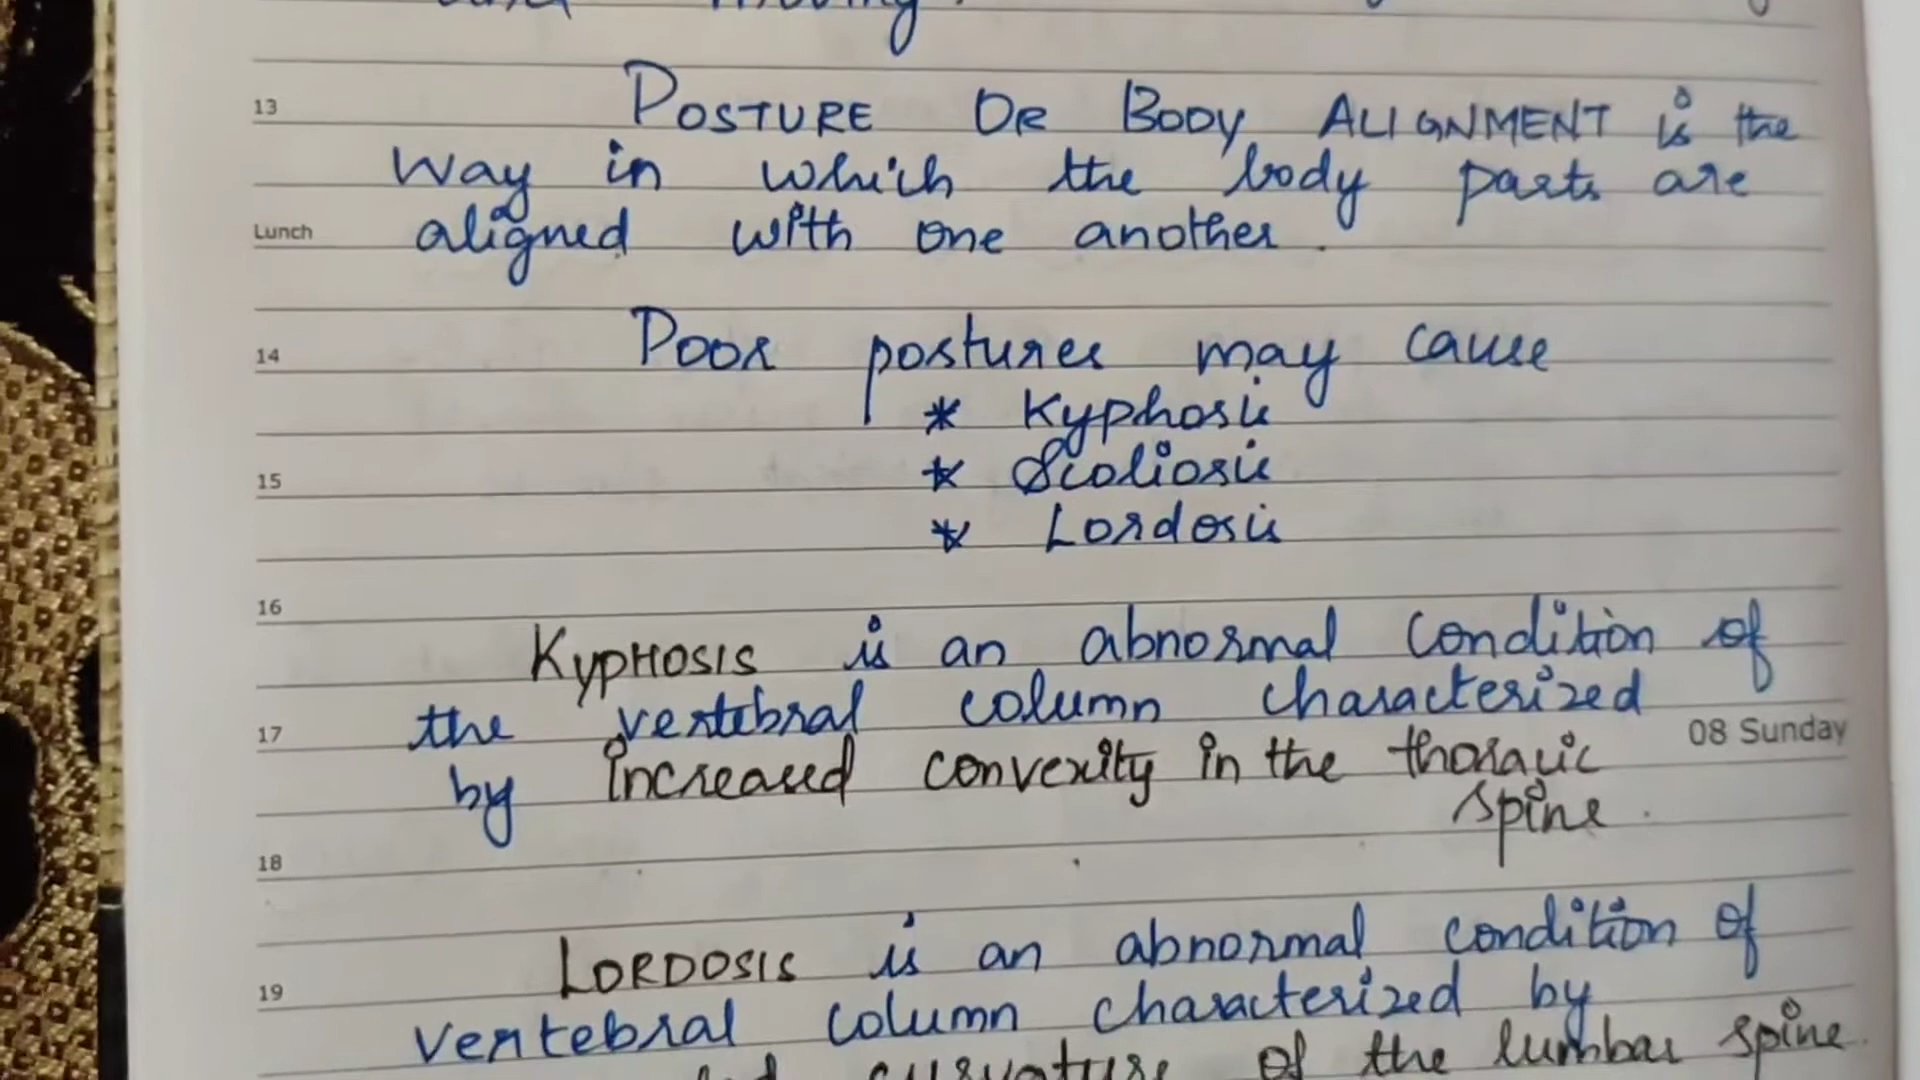 and moving.
13 POSTURE OR BODY ALIGNMENT is the
way in which the body parts are
Lunch aligned with one another.
14 Poor postures may cause
* Kyphosis
15 * Scoliosis
* Lordosis
16
KYPHOSIS is an abnormal condition of
17 the vertebral column characterized
08 Sunday
by increased convexity in the thoracic
spine.
18
LORDOSIS is an abnormal condition of
19
vertebral column characterized by
curvature of the lumbar spine.